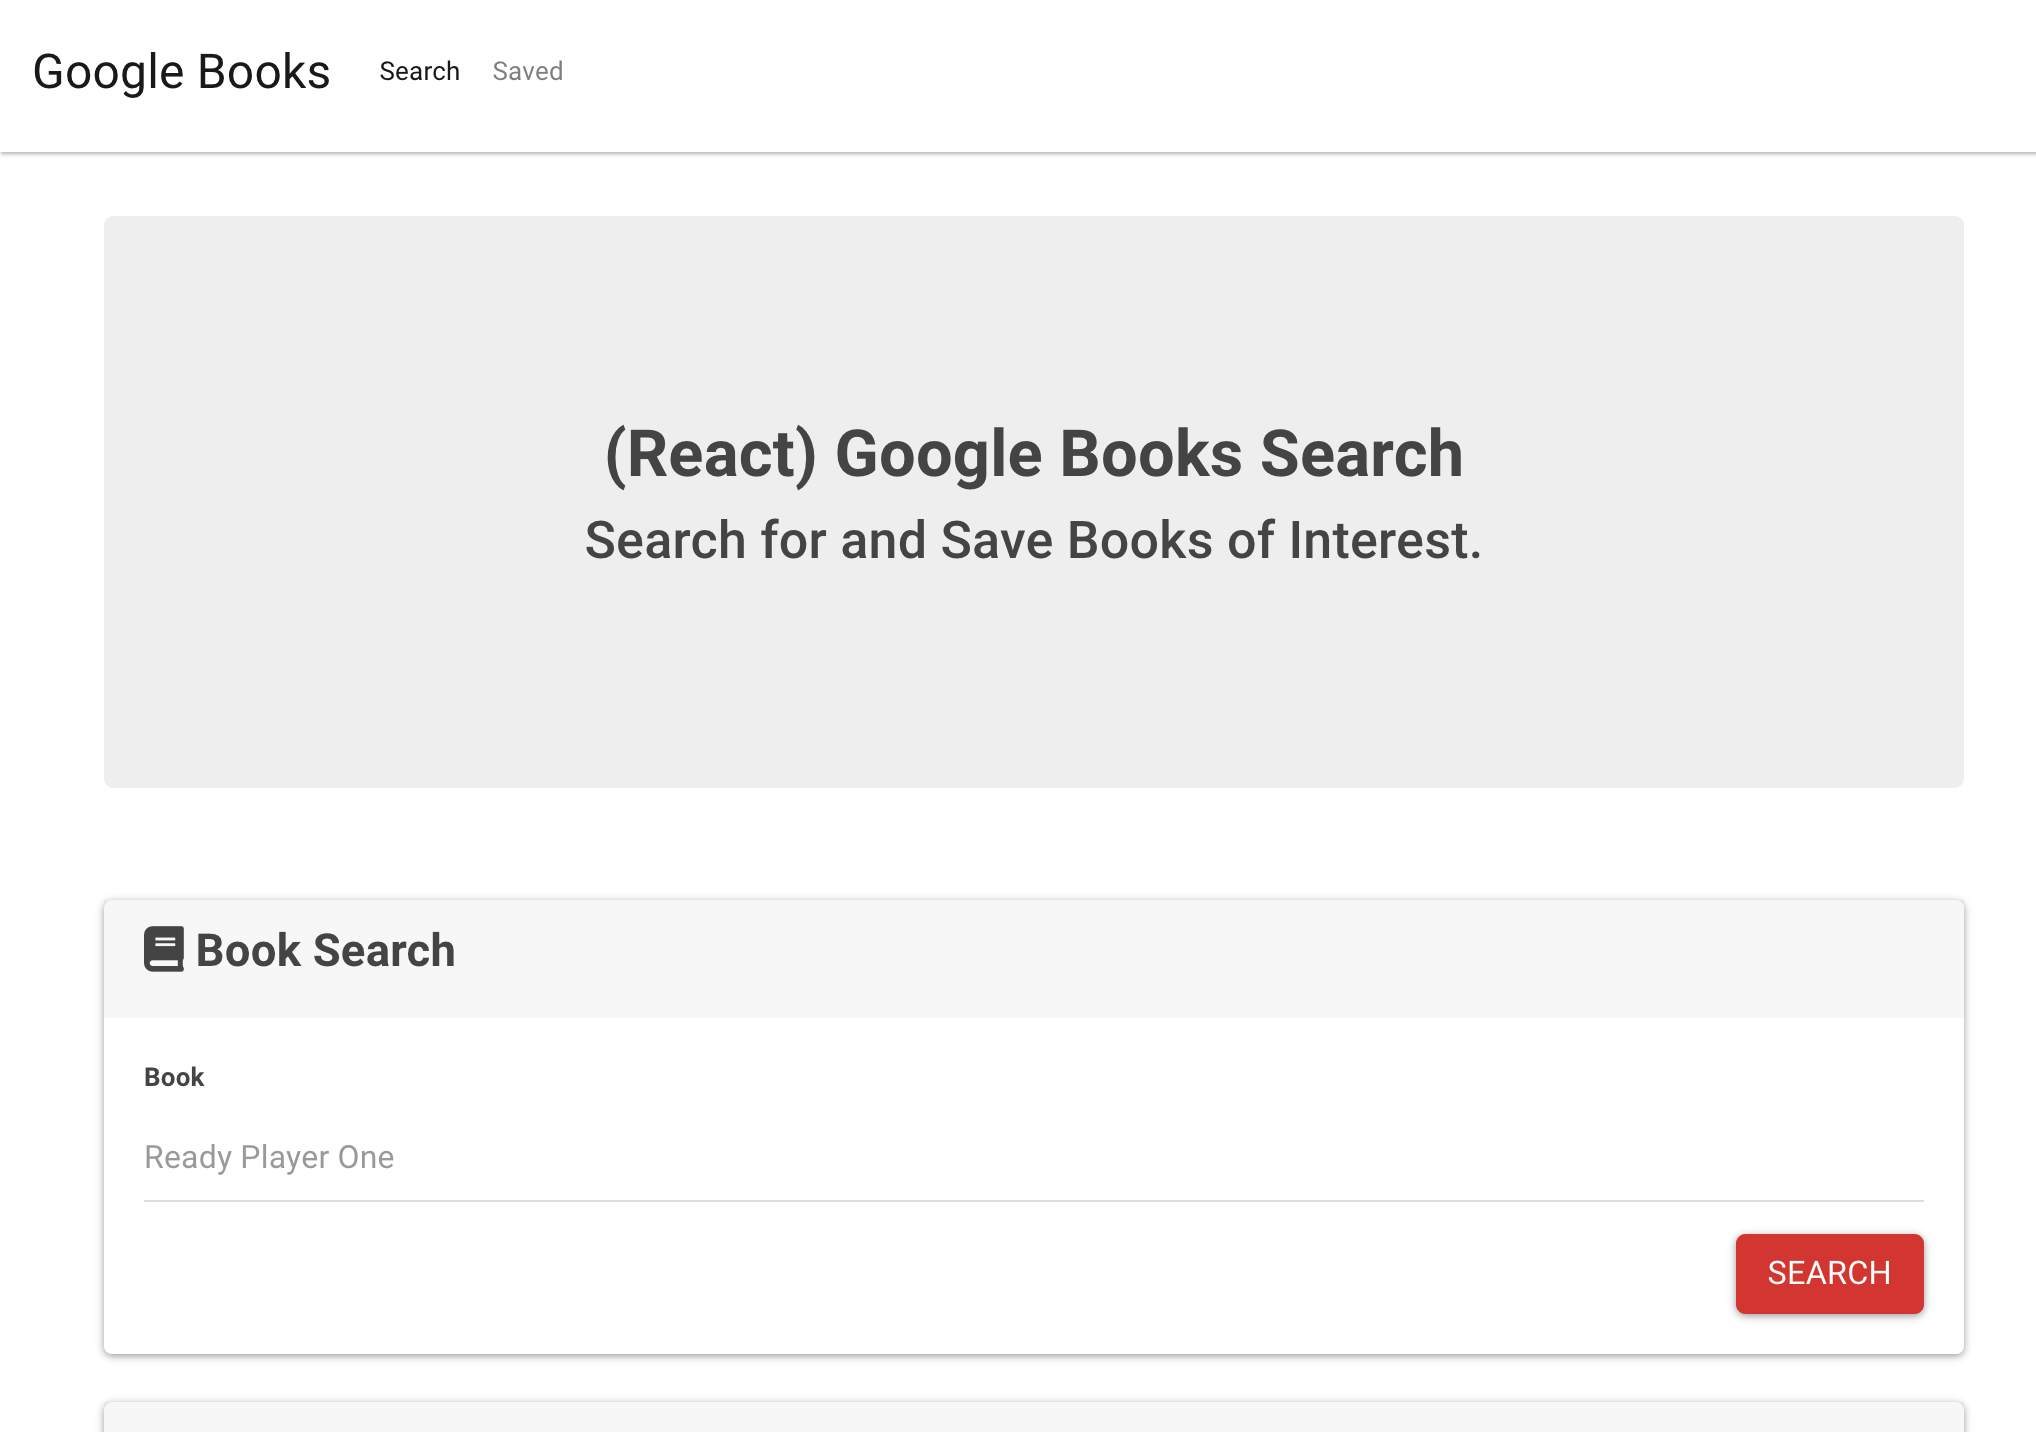 Google Books Search Saved
(React) Google Books Search
Search for and Save Books of Interest.
Book Search
Book
Ready Player One
SEARCH